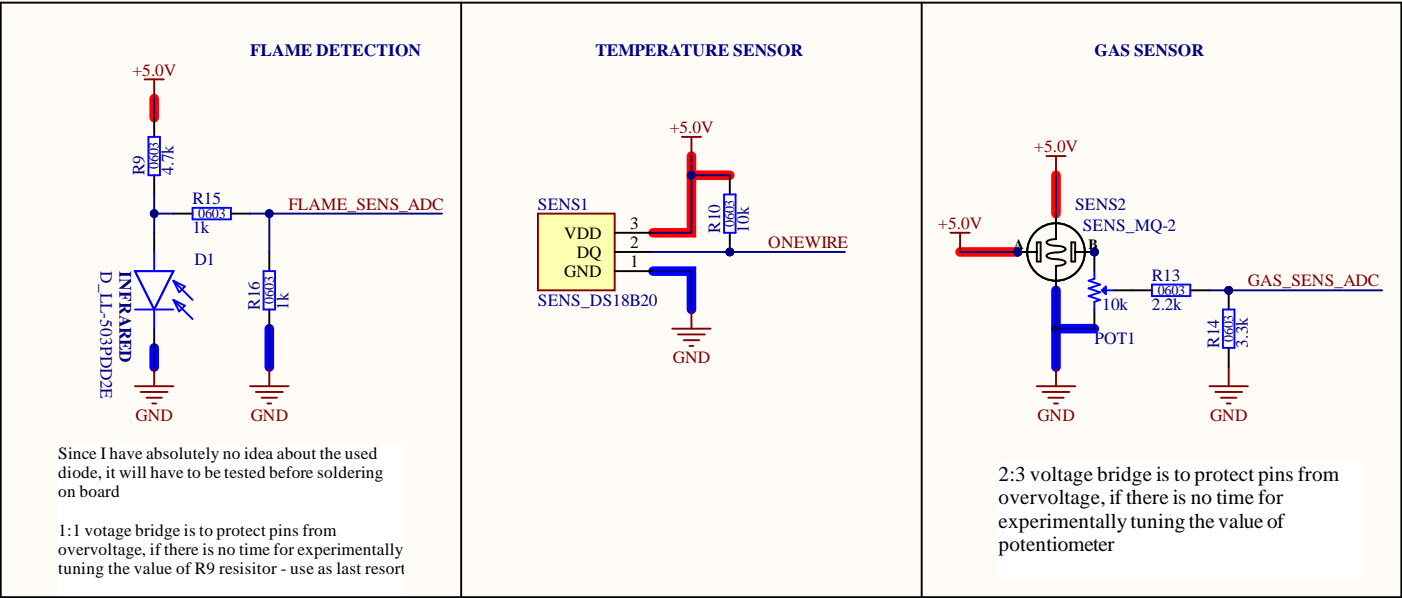 FLAME DETECTION
+5.0V
R9
0603
4.7k
R15
0603
1k
FLAME_SENS_ADC
D1
INFRARED
D_LL-503PDD2E
R16
0603
1k
GND
GND
Since I have absolutely no idea about the used
diode, it will have to be tested before soldering
on board
1:1 votage bridge is to protect pins from
overvoltage, if there is no time for experimentally
tuning the value of R9 resisitor - use as last resort
TEMPERATURE SENSOR
+5.0V
SENS1
VDD
3
DQ
2
GND
1
SENS_DS18B20
R10
0603
10k
ONEWIRE
GND
GAS SENSOR
+5.0V
SENS2
SENS_MQ-2
+5.0V
A
B
10k
POT1
R13
0603
2.2k
GAS_SENS_ADC
R14
0603
3.3k
GND
GND
2:3 voltage bridge is to protect pins from
overvoltage, if there is no time for
experimentally tuning the value of
potentiometer